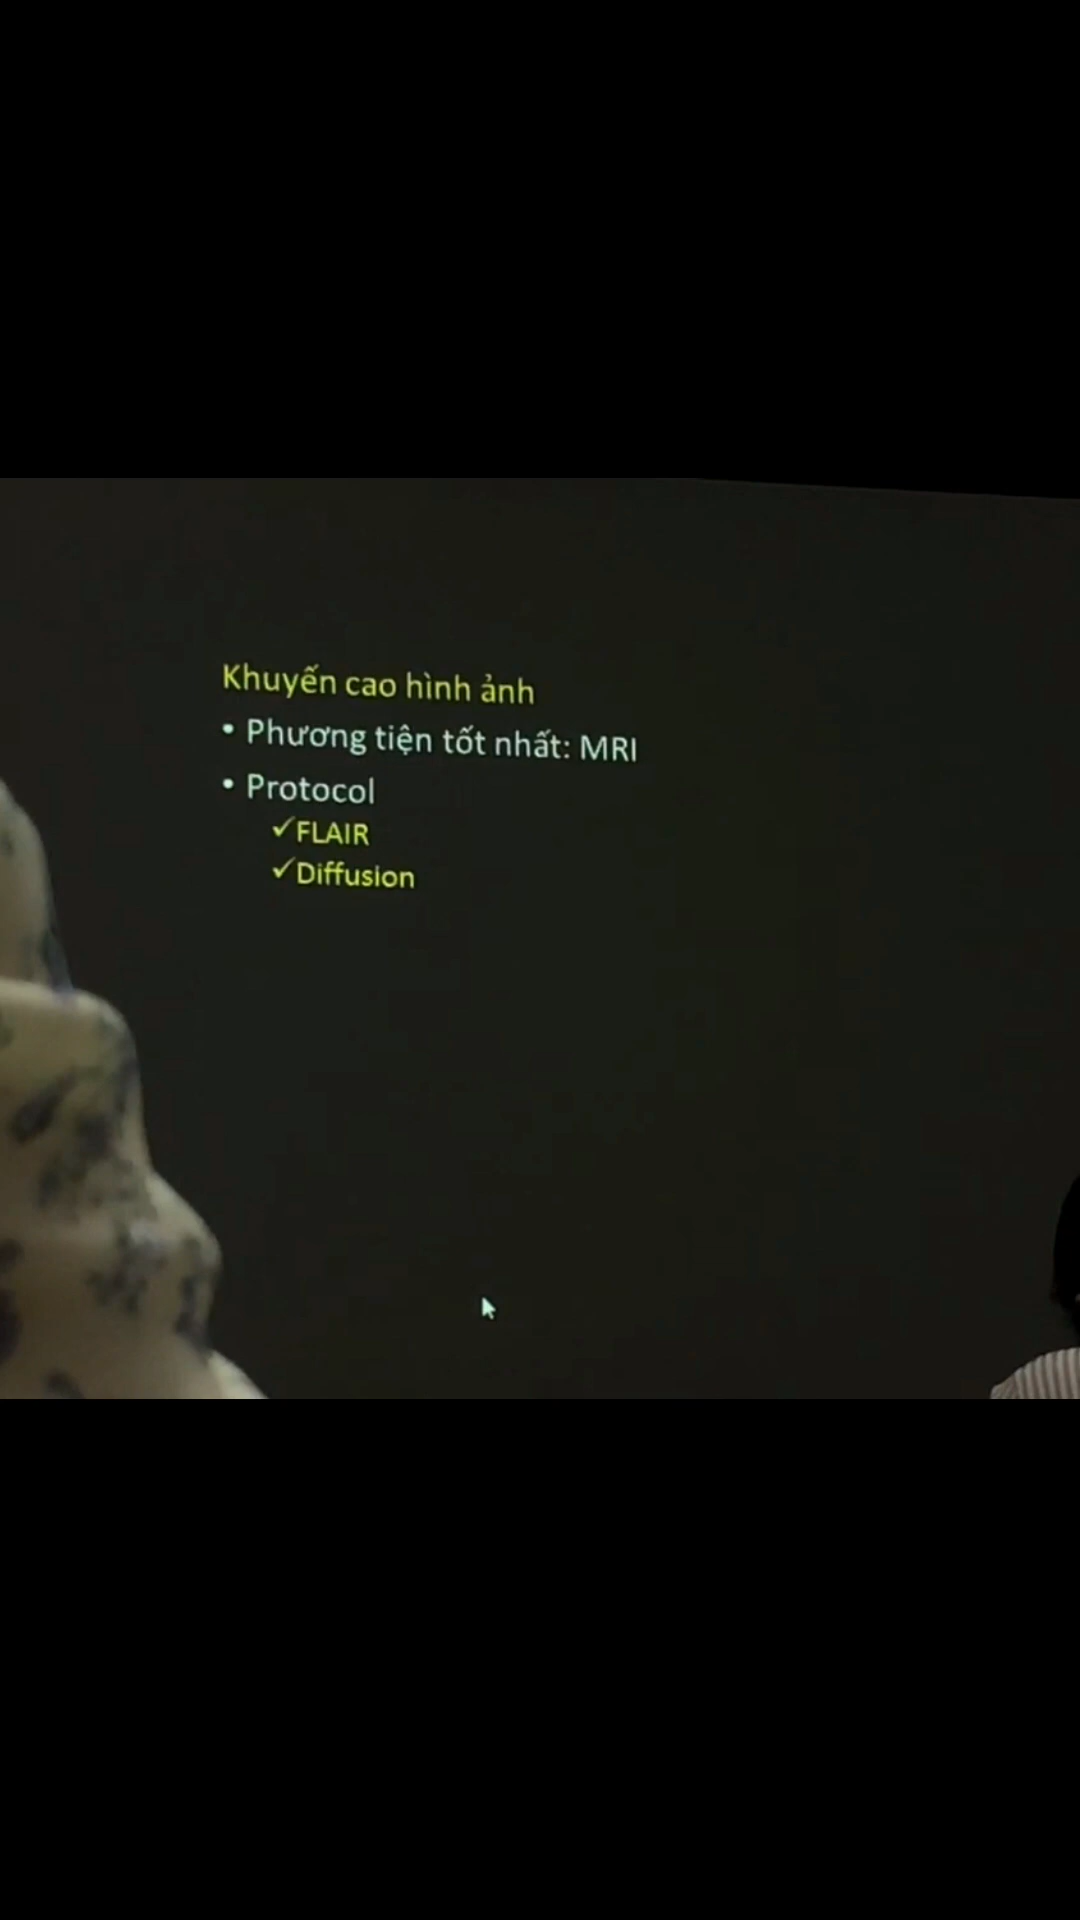 Khuyến cao hình ảnh
• Phương tiện tốt nhất: MRI
• Protocol
✓FLAIR
✓Diffusion